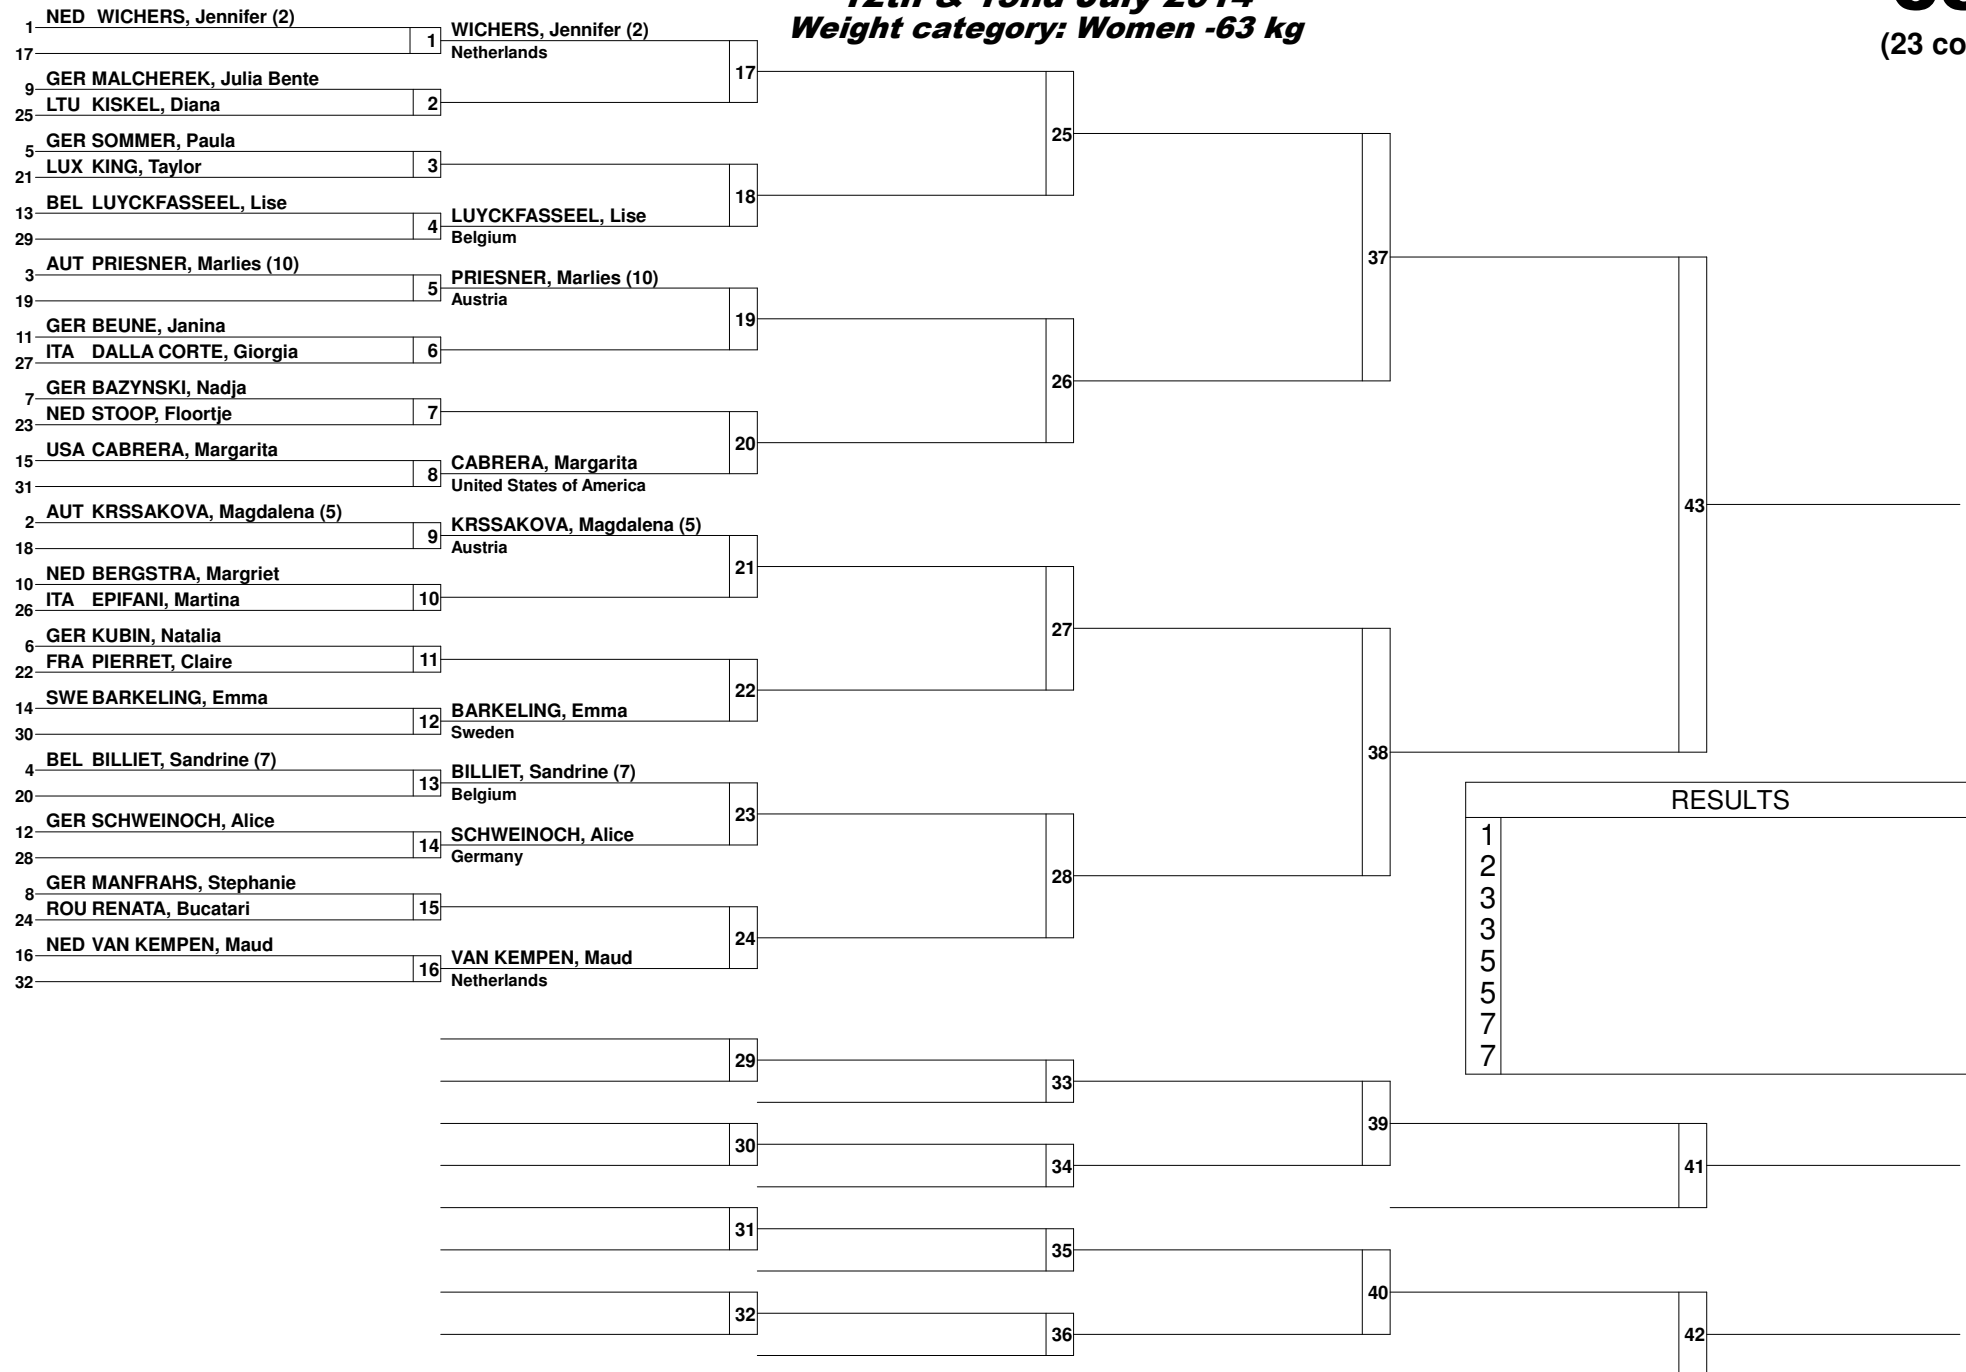 Weight category: Women -63 kg
(23 co
1 NED WICHERS, Jennifer (2)
17
1 WICHERS, Jennifer (2)
Netherlands
9 GER MALCHEREK, Julia Bente
25 LTU KISKEL, Diana
2
17
5 GER SOMMER, Paula
21 LUX KING, Taylor
3
13 BEL LUYCKFASSEEL, Lise
29
4 LUYCKFASSEEL, Lise
Belgium
18
25
3 AUT PRIESNER, Marlies (10)
19
5 PRIESNER, Marlies (10)
Austria
11 GER BEUNE, Janina
27 ITA DALLA CORTE, Giorgia
6
19
7 GER BAZYNSKI, Nadja
23 NED STOOP, Floortje
7
15 USA CABRERA, Margarita
31
8 CABRERA, Margarita
United States of America
20
26
37
2 AUT KRSSAKOVA, Magdalena (5)
18
9 KRSSAKOVA, Magdalena (5)
Austria
10 NED BERGSTRA, Margriet
26 ITA EPIFANI, Martina
10
21
6 GER KUBIN, Natalia
22 FRA PIERRET, Claire
11
14 SWE BARKELING, Emma
30
12 BARKELING, Emma
Sweden
22
27
4 BEL BILLIET, Sandrine (7)
20
13 BILLIET, Sandrine (7)
Belgium
12 GER SCHWEINOCH, Alice
28
14 SCHWEINOCH, Alice
Germany
23
8 GER MANFRAHS, Stephanie
24 ROU RENATA, Bucatari
15
16 NED VAN KEMPEN, Maud
32
16 VAN KEMPEN, Maud
Netherlands
24
28
38
43
RESULTS
1
2
3
3
5
5
7
7
29
33
30
34
39
41
31
35
32
36
40
42